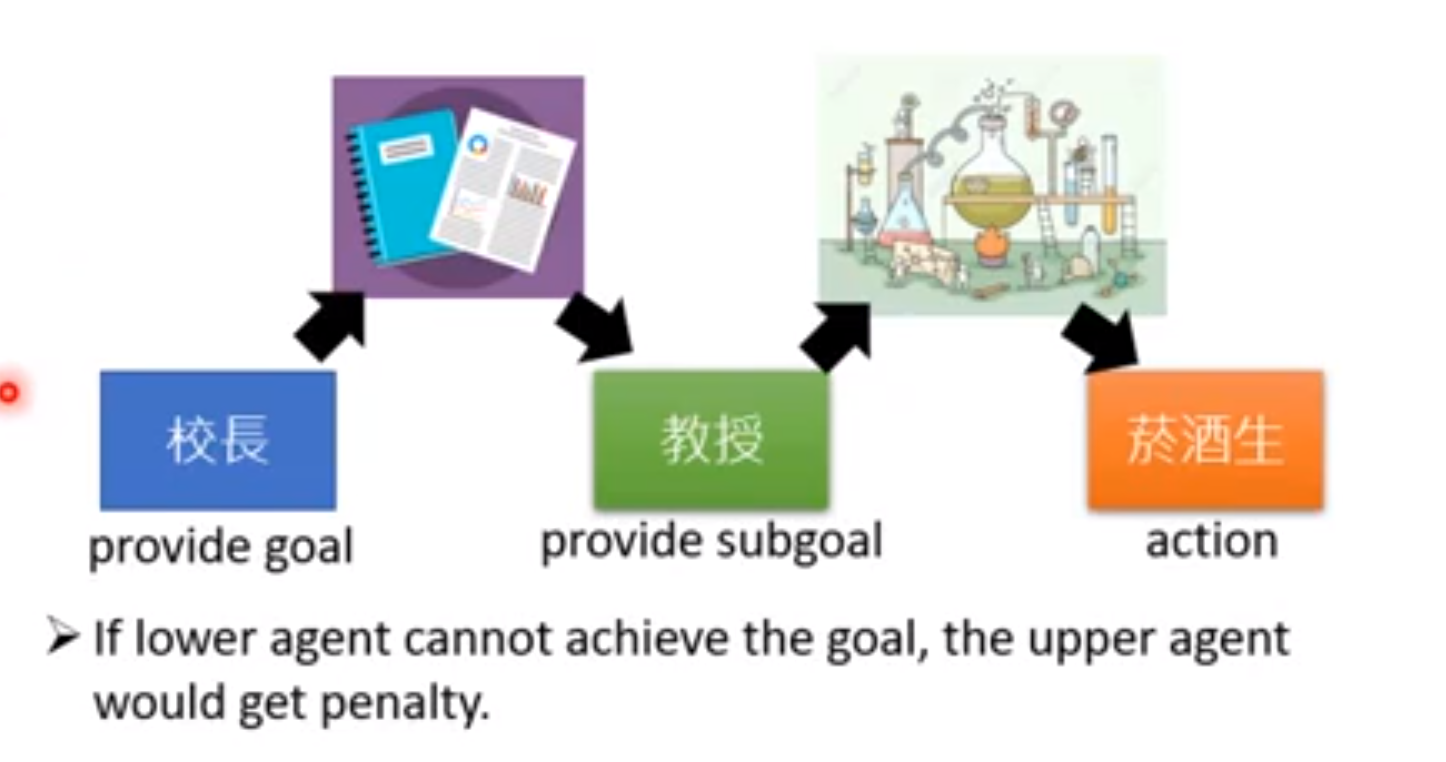 校長
教授
菸酒生
provide goal
provide subgoal
action
➢ If lower agent cannot achieve the goal, the upper agent
would get penalty.